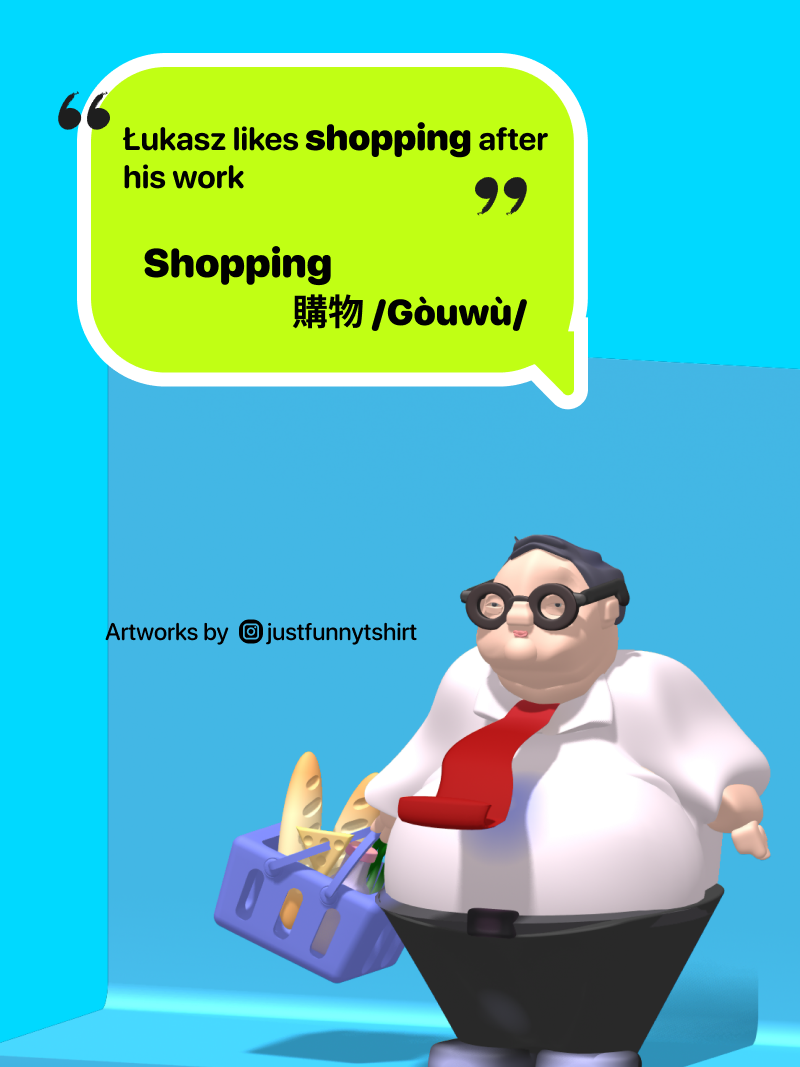 “
Łukasz likes shopping after
his work
”
Shopping
購物 /Gòuwù/
Artworks by justfunnytshirt